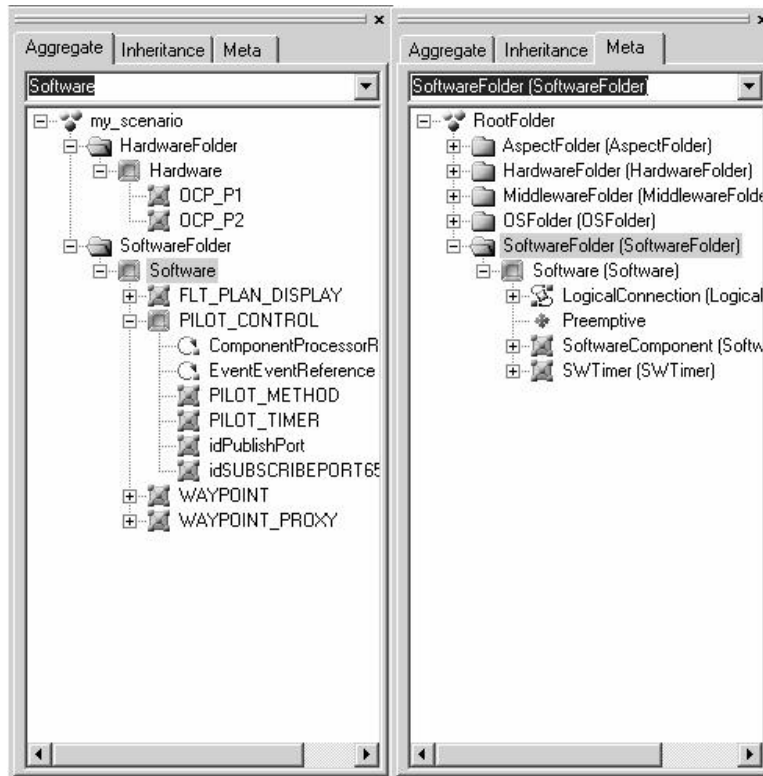 Aggregate Inheritance Meta
Software
my_scenario
HardwareFolder
Hardware
OCP_P1
OCP_P2
SoftwareFolder
Software
FLT_PLAN_DISPLAY
PILOT_CONTROL
ComponentProcessorR
EventEventReference
PILOT_METHOD
PILOT_TIMER
idPublishPort
idSUBSCRIBEPORT65
WAYPOINT
WAYPOINT_PROXY
Aggregate Inheritance Meta
SoftwareFolder (SoftwareFolder)
RootFolder
AspectFolder (AspectFolder)
HardwareFolder (HardwareFolder)
MiddlewareFolder (MiddlewareFolde
OSFolder (OSFolder)
SoftwareFolder (SoftwareFolder)
Software (Software)
LogicalConnection (Logical
Preemptive
SoftwareComponent (Softw
SWTimer (SWTimer)